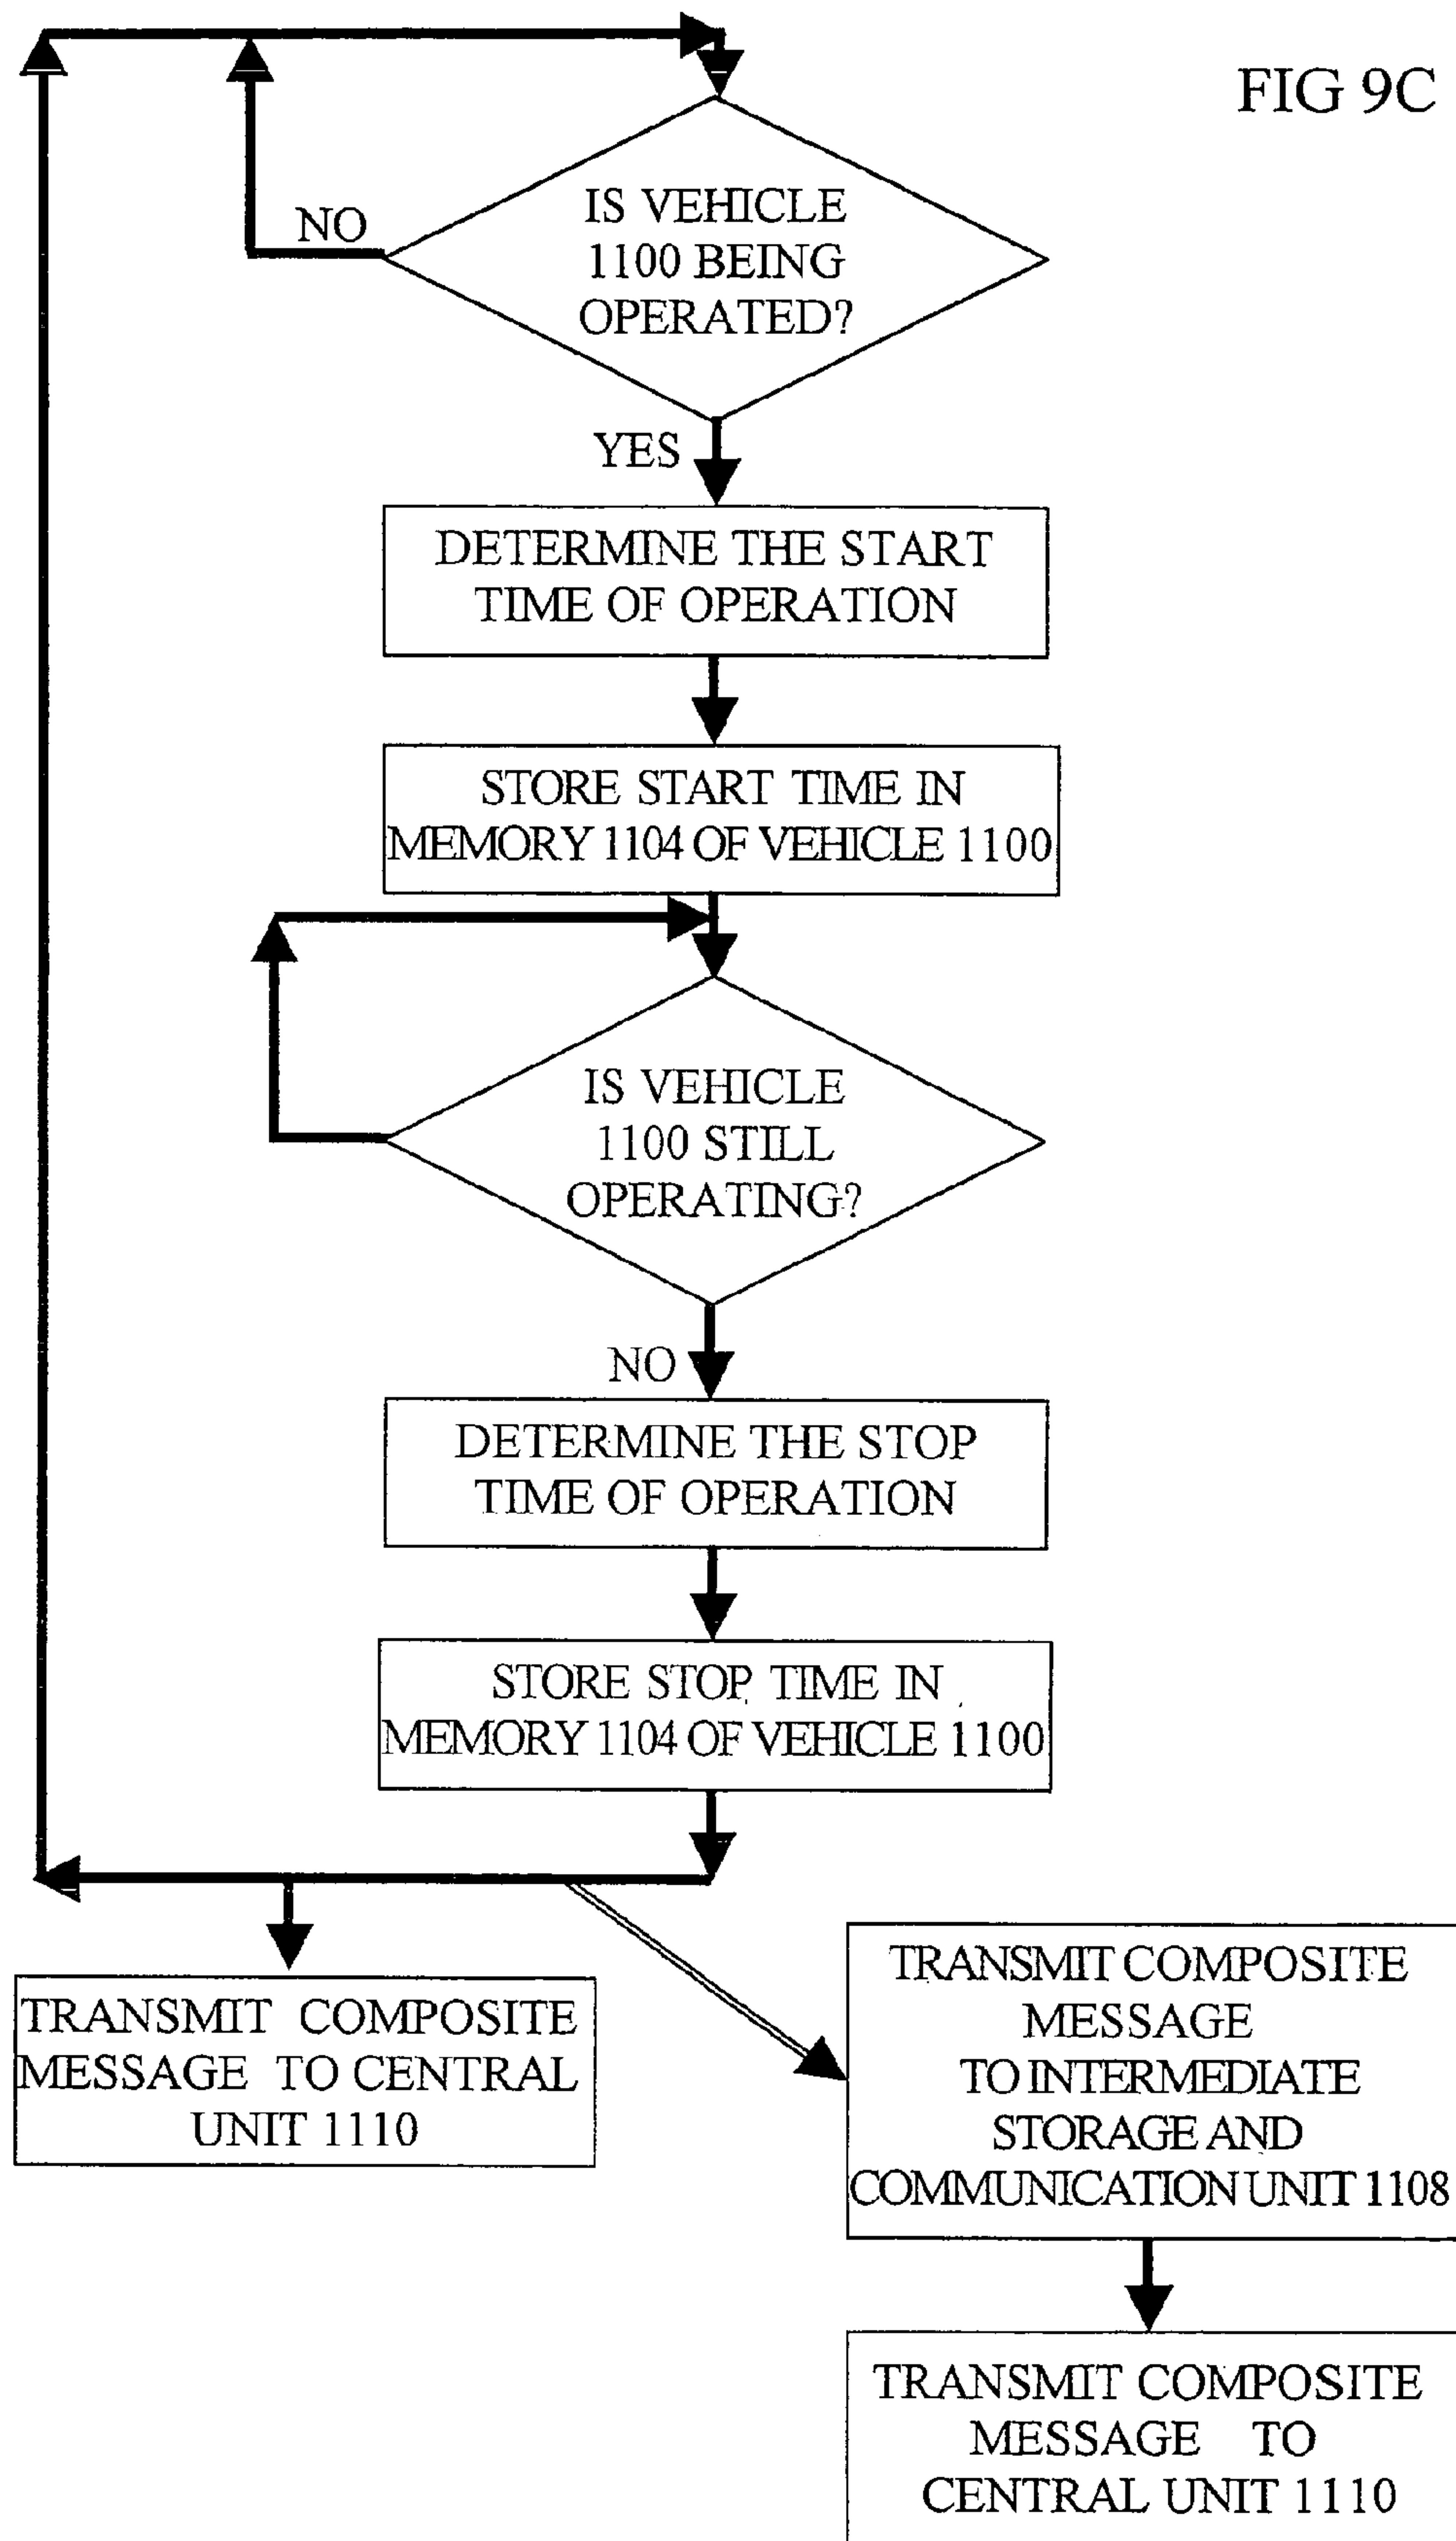 FIG 9C
IS VEHICLE
1100 BEING
OPERATED?
NO
YES
DETERMINE THE START
TIME OF OPERATION
STORE START TIME IN
MEMORY 1104 OF VEHICLE 1100
IS VEHICLE
1100 STILL
OPERATING?
NO
DETERMINE THE STOP
TIME OF OPERATION
STORE STOP TIME IN
MEMORY 1104 OF VEHICLE 1100
TRANSMIT COMPOSITE
MESSAGE TO CENTRAL
UNIT 1110
TRANSMIT COMPOSITE
MESSAGE
TO INTERMEDIATE
STORAGE AND
COMMUNICATION UNIT 1108
TRANSMIT COMPOSITE
MESSAGE TO
CENTRAL UNIT 1110